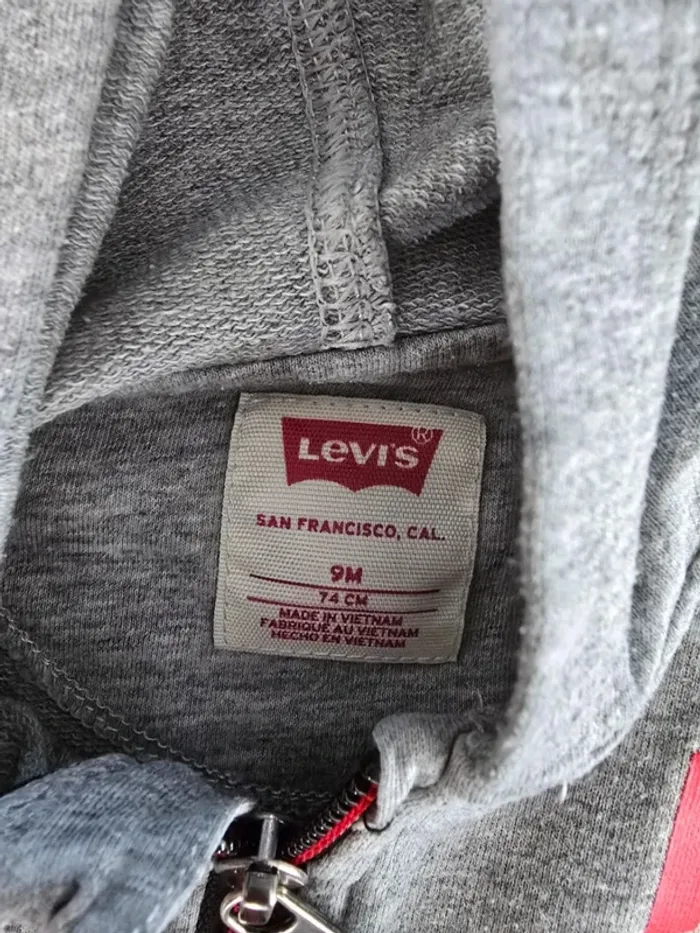 Levi's®
SAN FRANCISCO, CAL.
9M
74 CM
MADE IN VIETNAM
FABRIQUÉ AU VIETNAM
HECHO EN VIETNAM